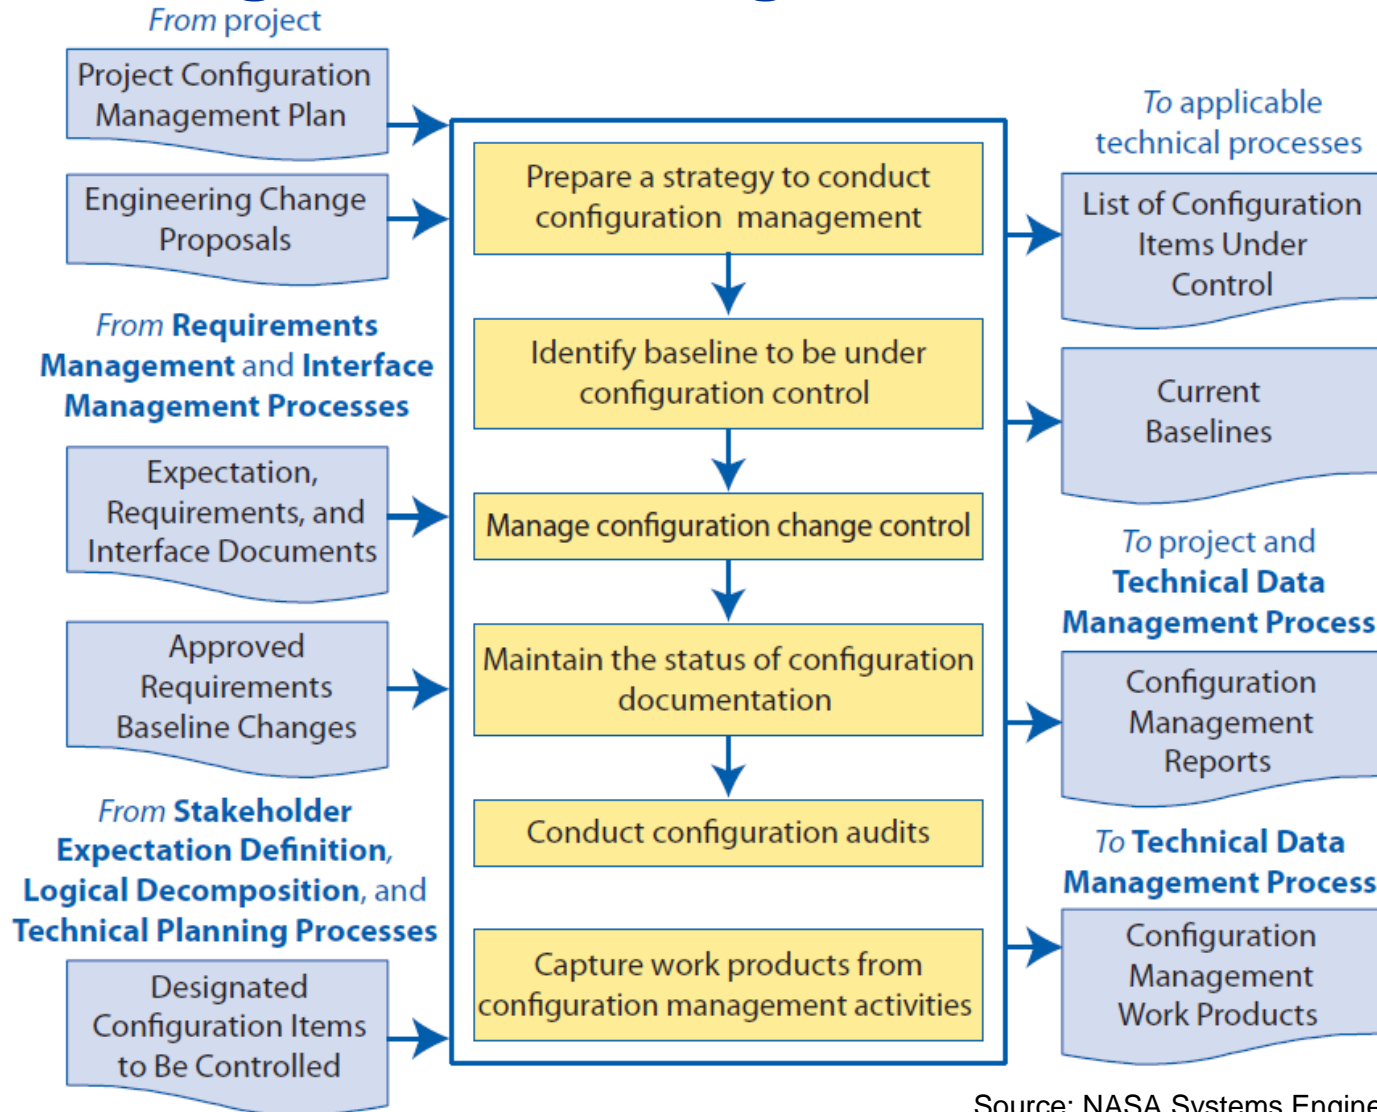 From project
Project Configuration
Management Plan
Engineering Change
Proposals
From Requirements
Management and Interface
Management Processes
Expectation,
Requirements, and
Interface Documents
Approved
Requirements
Baseline Changes
From Stakeholder
Expectation Definition,
Logical Decomposition, and
Technical Planning Processes
Designated
Configuration Items
to Be Controlled
Prepare a strategy to conduct
configuration management
Identify baseline to be under
configuration control
Manage configuration change control
Maintain the status of configuration
documentation
Conduct configuration audits
Capture work products from
configuration management activities
To applicable
technical processes
List of Configuration
Items Under
Control
Current
Baselines
To project and
Technical Data
Management Process
Configuration
Management
Reports
To Technical Data
Management Process
Configuration
Management
Work Products
Source: NASA Systems